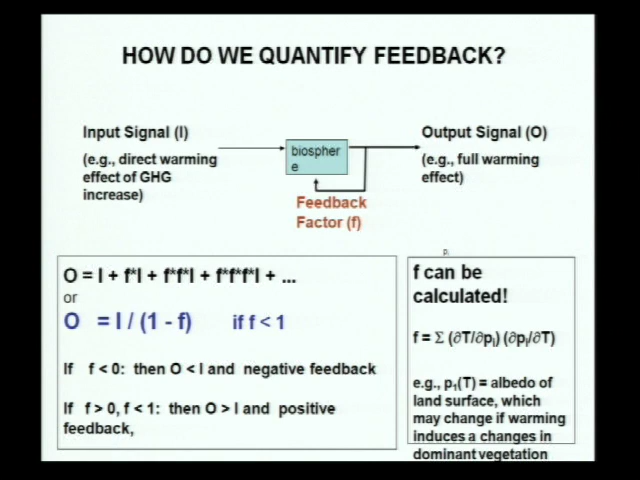 HOW DO WE QUANTIFY FEEDBACK?
Input Signal (I)
(e.g., direct warming
effect of GHG
increase)
biospher
e
Output Signal (O)
(e.g., full warming
effect)
Feedback
Factor (f)
O = I + f*I + f*f*I + f*f*f*I + ...
or
O = I / (1 - f) if f < 1
If f < 0: then O < I and negative feedback
If f > 0, f < 1: then O > I and positive
feedback,
pᵢ
f can be
calculated!
f = Σ (∂T/∂pᵢ) (∂pᵢ/∂T)
e.g., p₁(T) = albedo of
land surface, which
may change if warming
induces a changes in
dominant vegetation